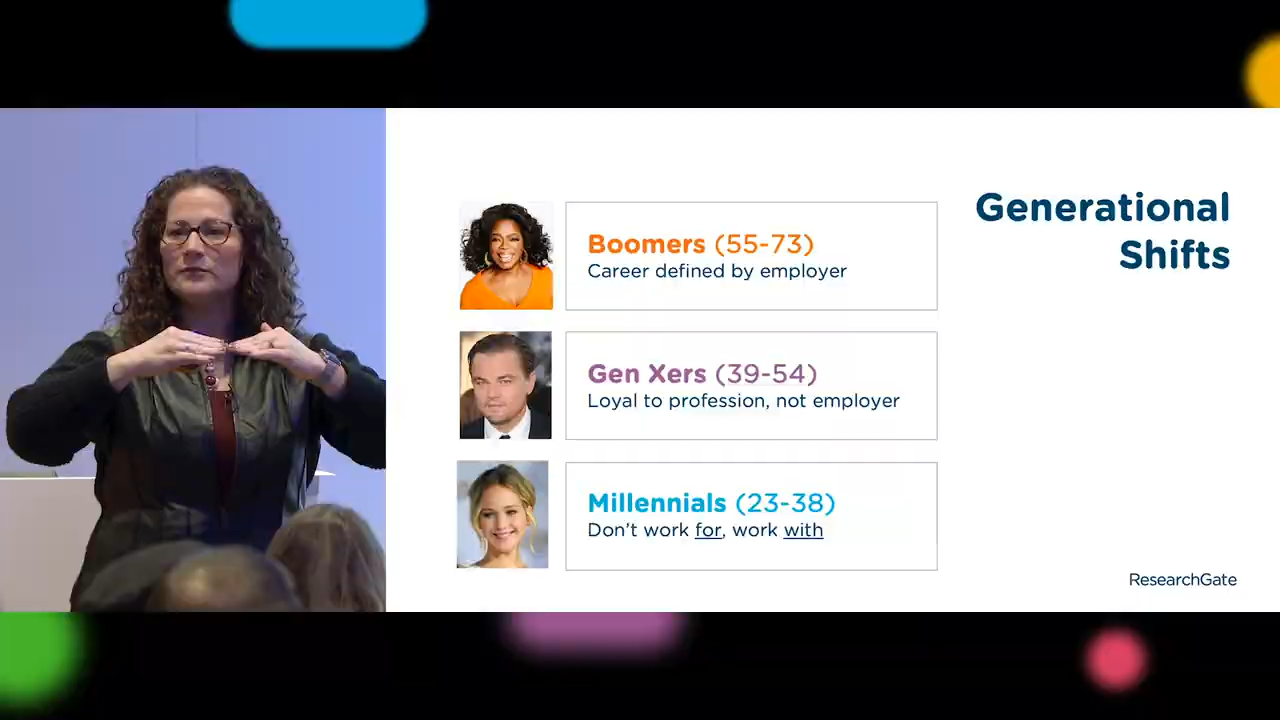 Generational
Shifts
Boomers (55-73)
Career defined by employer
Gen Xers (39-54)
Loyal to profession, not employer
Millennials (23-38)
Don't work for, work with
ResearchGate